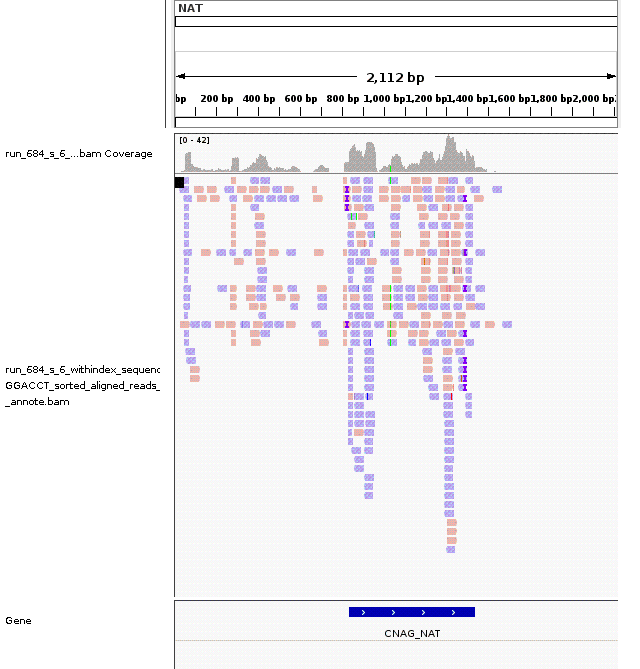 NAT
2,112 bp
bp 200 bp 400 bp 600 bp 800 bp 1,000 bp 1,200 bp 1,400 bp 1,600 bp 1,800 bp 2,000 bp
[0 - 42]
run_684_s_6_...bam Coverage
run_684_s_6_withindex_sequenc
GGACCT_sorted_aligned_reads_
_annote.bam
Gene
CNAG_NAT